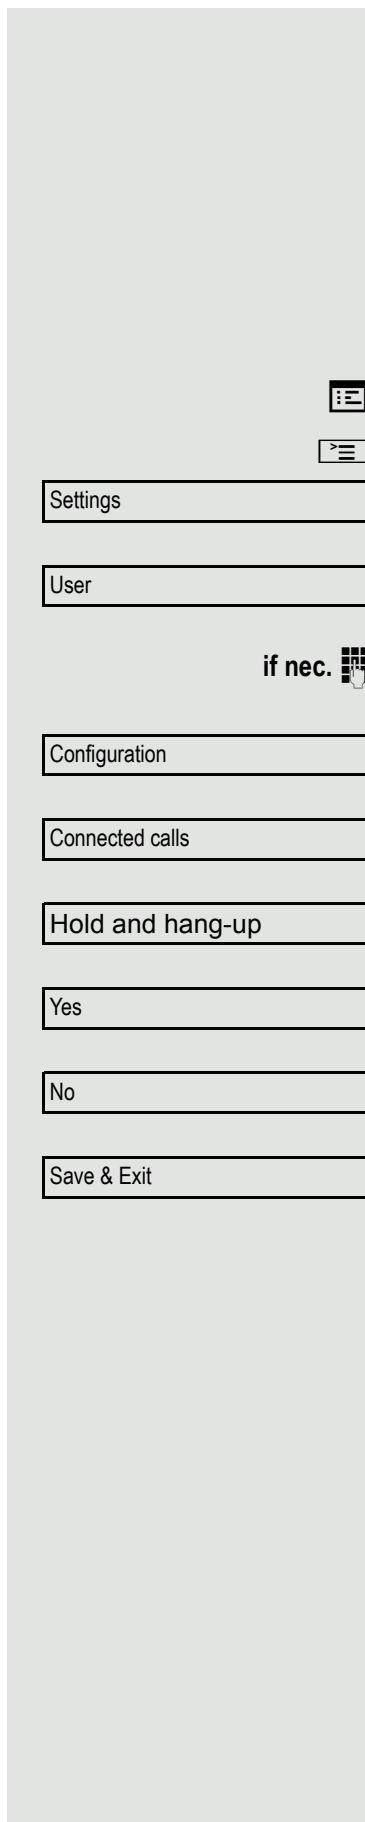 Settings
User
if nec.
Configuration
Connected calls
Hold and hang-up
Yes
No
Save & Exit